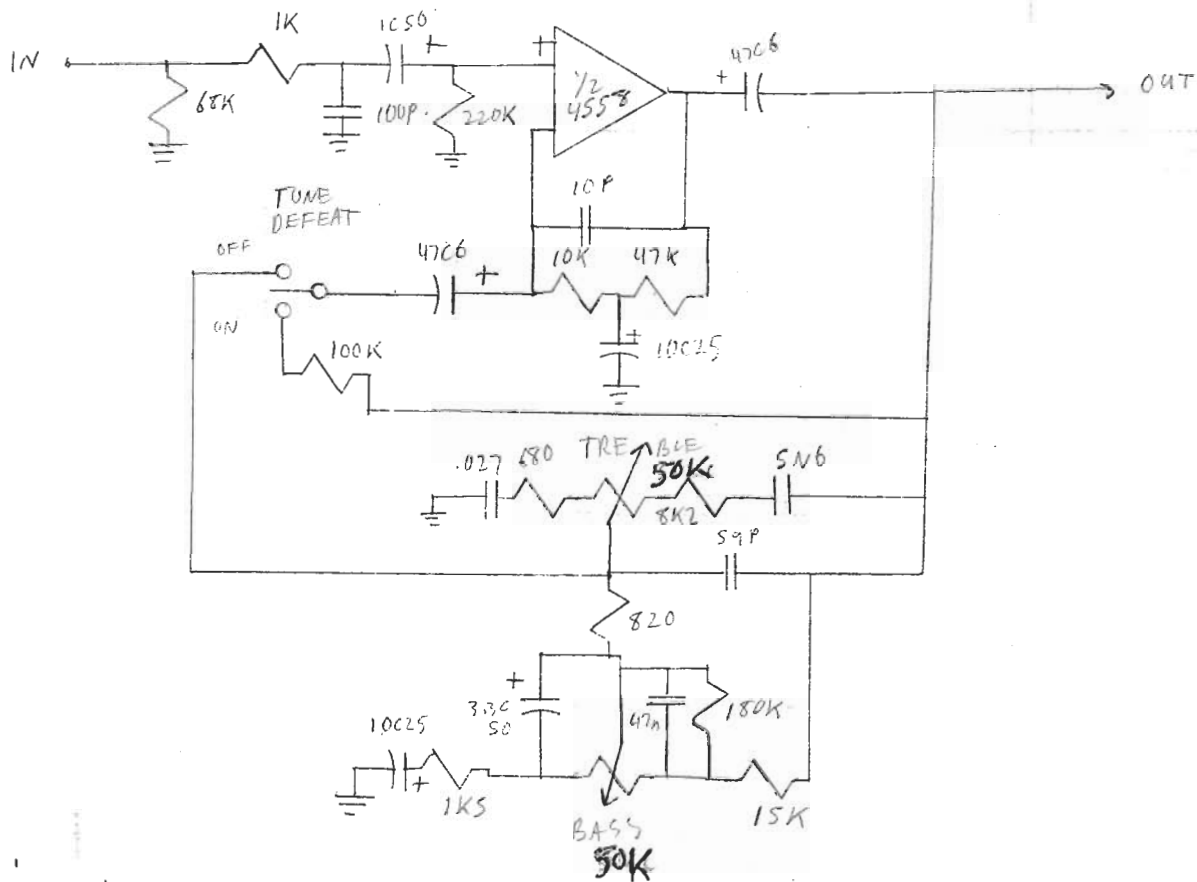 1K
1C50
IN
+
+
+
47C6
OUT
68K
100P.
220K
1/2
4558
TUNE
DEFEAT
10P
OFF
47C6
+
10K
47K
ON
100K
+
10C25
.027
680
TREBLE
50K
5N6
8K2
59P
820
+
3.3C
50
47n
180K
10C25
+
1K5
15K
BASS
50K